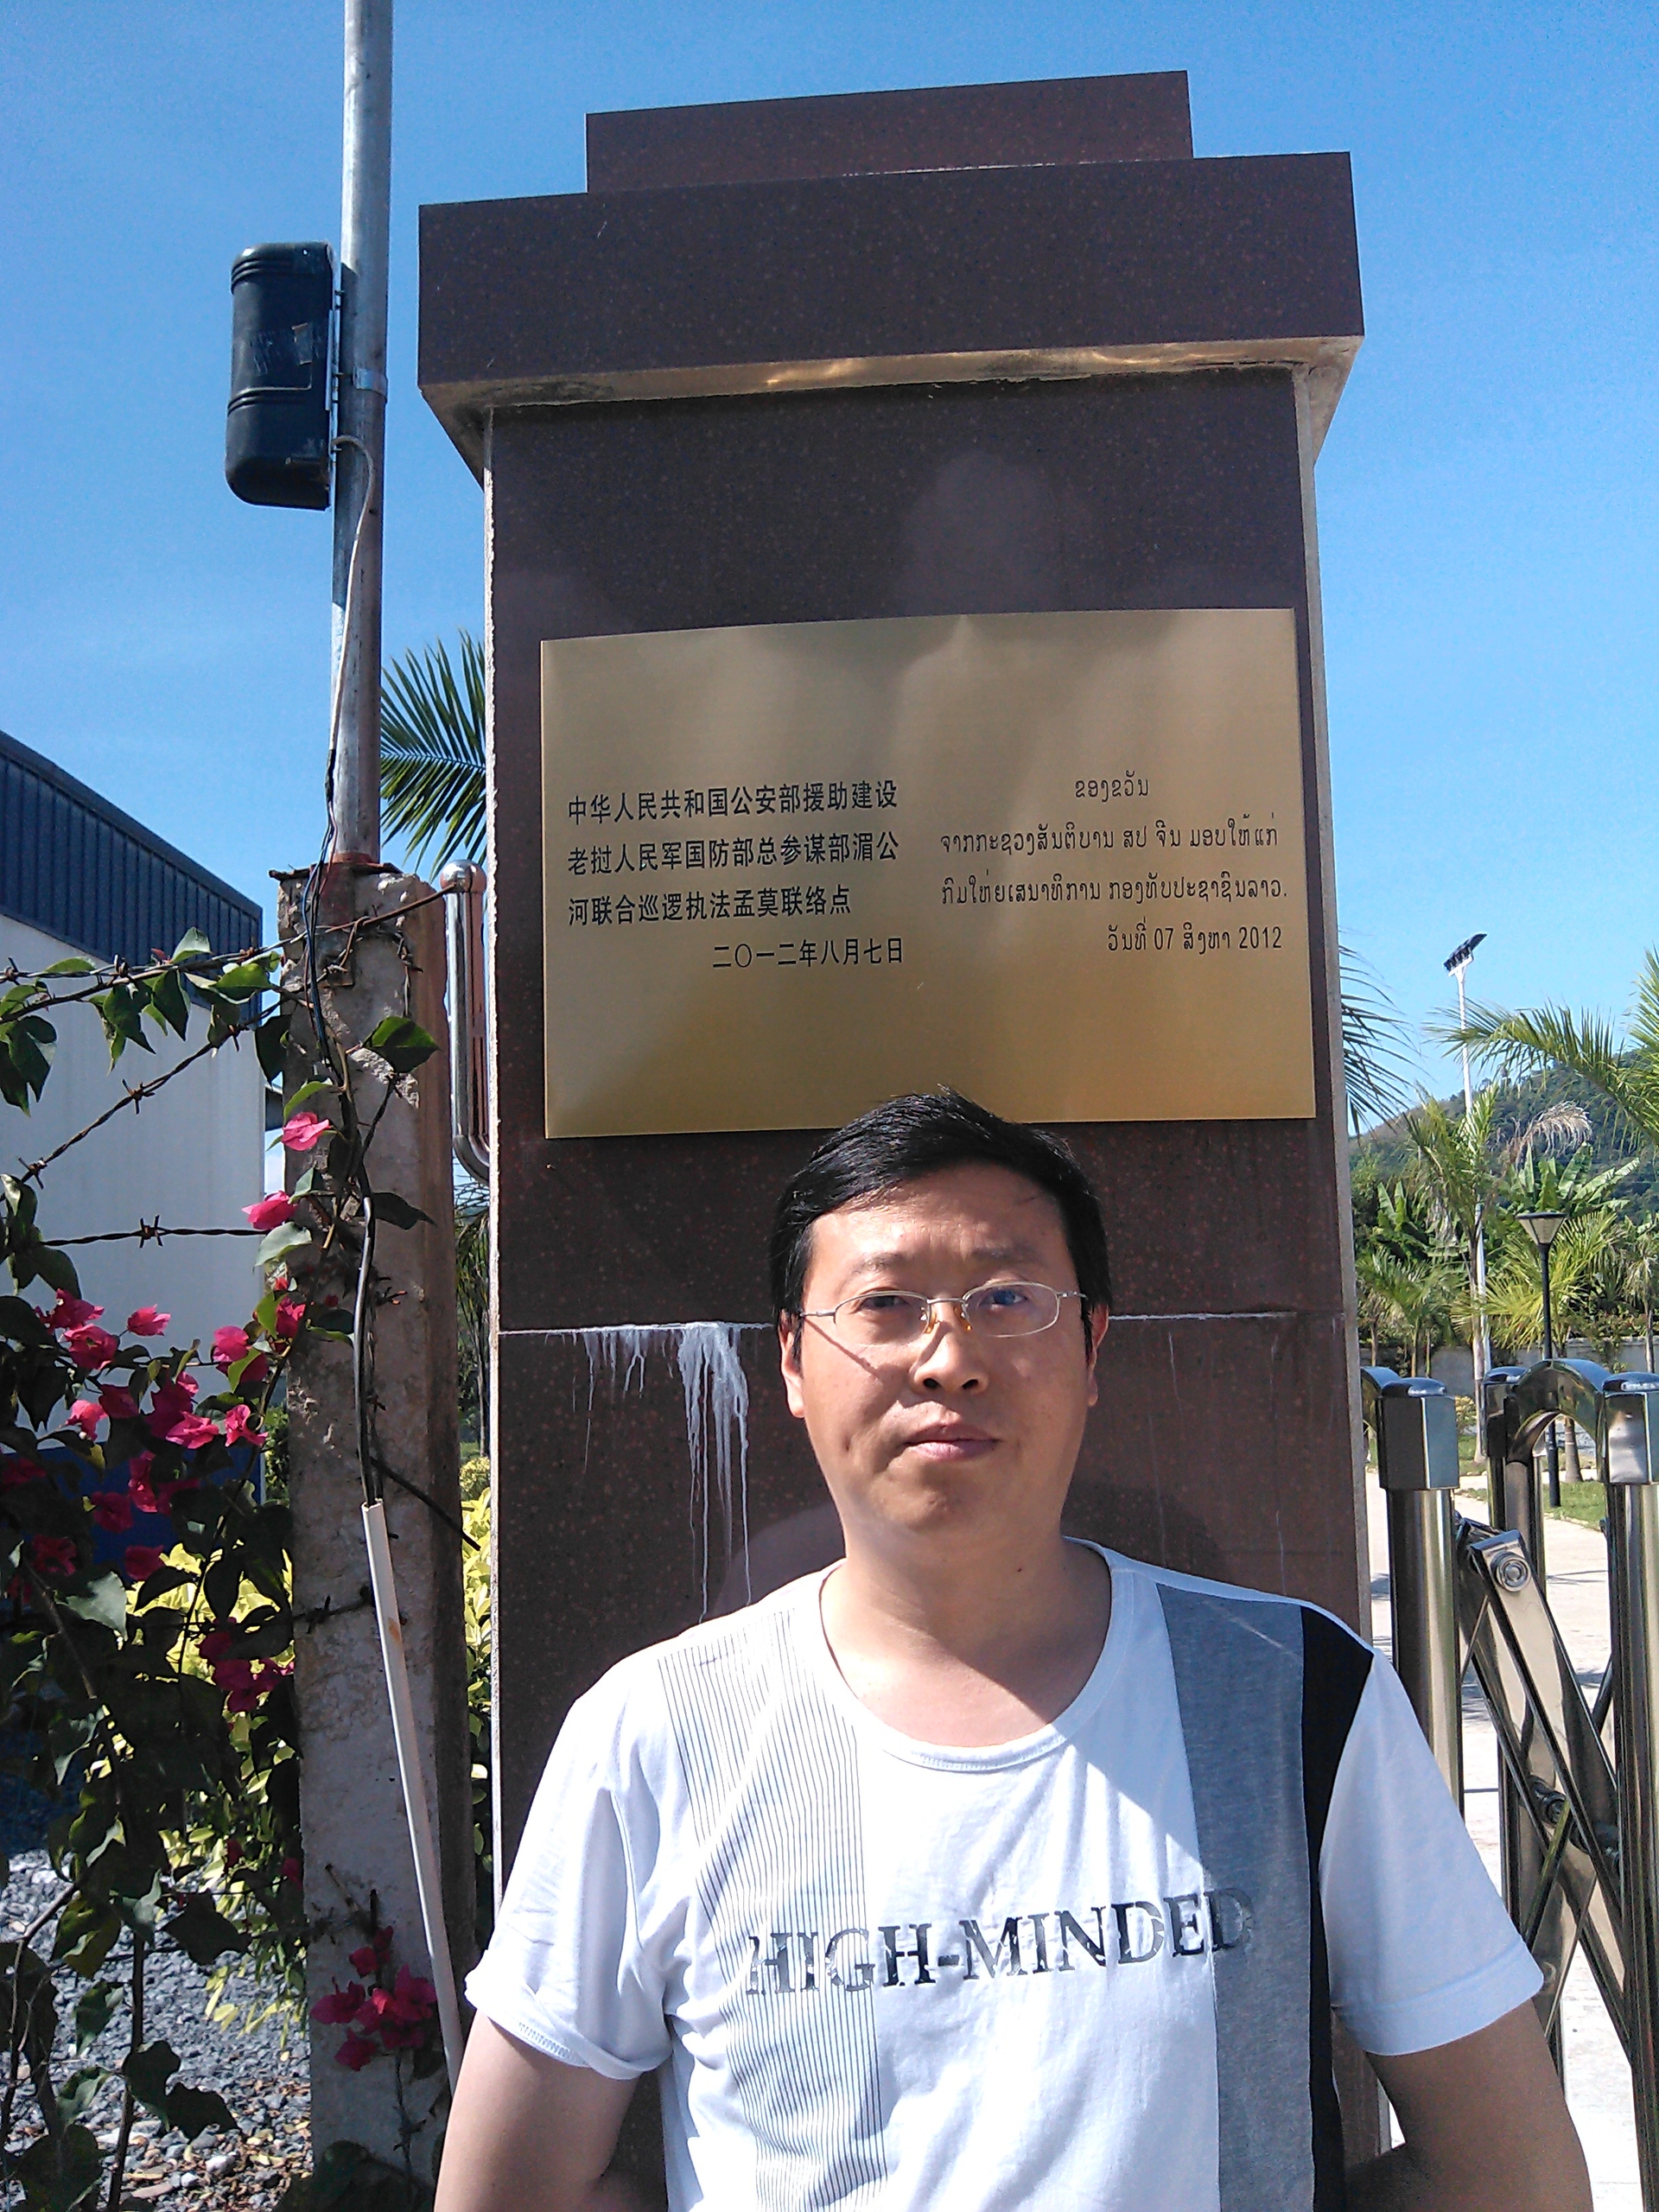 中华人民共和国公安部援助建设
老挝人民军国防部总参谋部湄公
河联合巡逻执法孟莫联络点
二〇一二年八月七日
ຂອງຂວັນ
ຈາກກະຊວງສັນຕິບານ ສປ ຈີນ ມອບໃຫ້ແກ່
ກົມໃຫ່ຍເສນາທິການ ກອງທັບປະຊາຊົນລາວ.
ວັນທີ່ 07 ສິງຫາ 2012
HIGH-MINDED